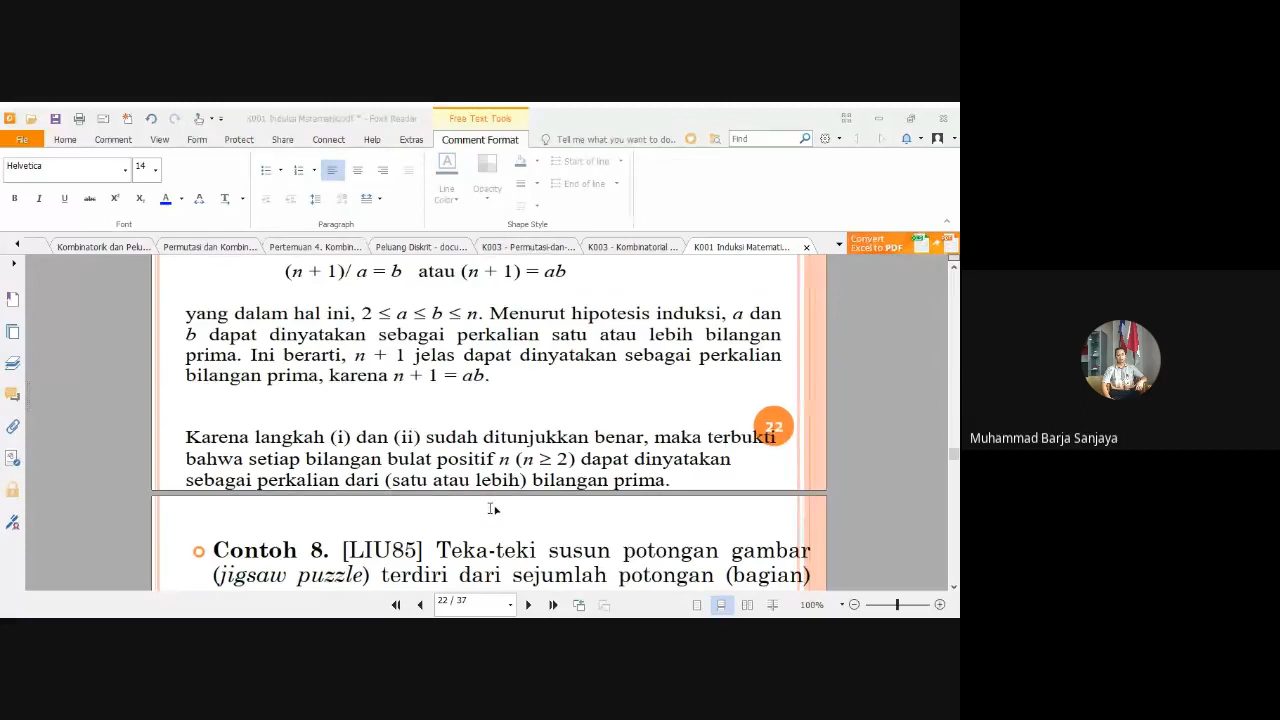 K001 Induksi Matemarik.pdf * - Foxit Reader
Free Text Tools
File Home Comment View Form Protect Share Connect Help Extras Comment Format Tell me what you want to do.. Find
Helvetica 14
Start of line
End of line
Line Color
Opacity
Font Paragraph Shape Style
Kombinatorik dan Pelu... Permutasi dan Kombin... Pertemuan 4. Kombin... Peluang Diskrit - docu... K003 - Permutasi-dan-... K003 - Kombinatorial ... K001 Induksi Matemati...
Convert
Excel to PDF
(n + 1)/ a = b atau (n + 1) = ab
yang dalam hal ini, 2 ≤ a ≤ b ≤ n. Menurut hipotesis induksi, a dan
b dapat dinyatakan sebagai perkalian satu atau lebih bilangan
prima. Ini berarti, n + 1 jelas dapat dinyatakan sebagai perkalian
bilangan prima, karena n + 1 = ab.
22
Karena langkah (i) dan (ii) sudah ditunjukkan benar, maka terbukti
bahwa setiap bilangan bulat positif n (n ≥ 2) dapat dinyatakan
sebagai perkalian dari (satu atau lebih) bilangan prima.
Contoh 8. [LIU85] Teka-teki susun potongan gambar
(jigsaw puzzle) terdiri dari sejumlah potongan (bagian)
22 / 37
100%
Muhammad Barja Sanjaya